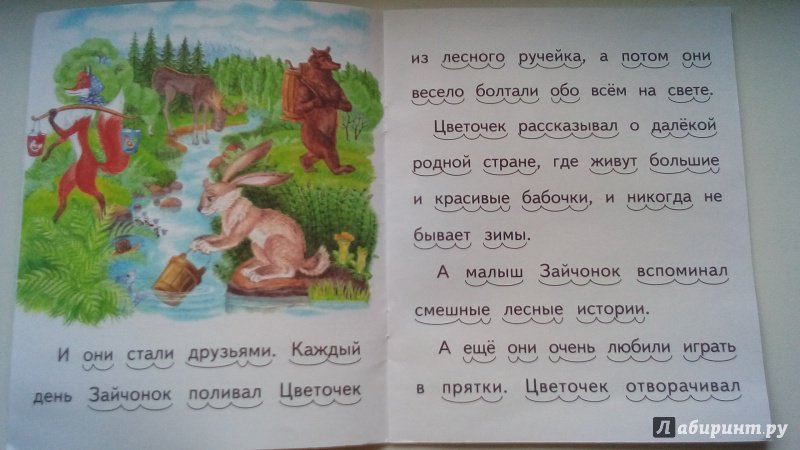 И они стали друзьями. Каждый
день Зайчонок поливал Цветочек
из лесного ручейка, а потом они
весело болтали обо всём на свете.
Цветочек рассказывал о далёкой
родной стране, где живут большие
и красивые бабочки, и никогда не
бывает зимы.
А малыш Зайчонок вспоминал
смешные лесные истории.
А ещё они очень любили играть
в прятки. Цветочек отворачивал
Лабиринт.ру